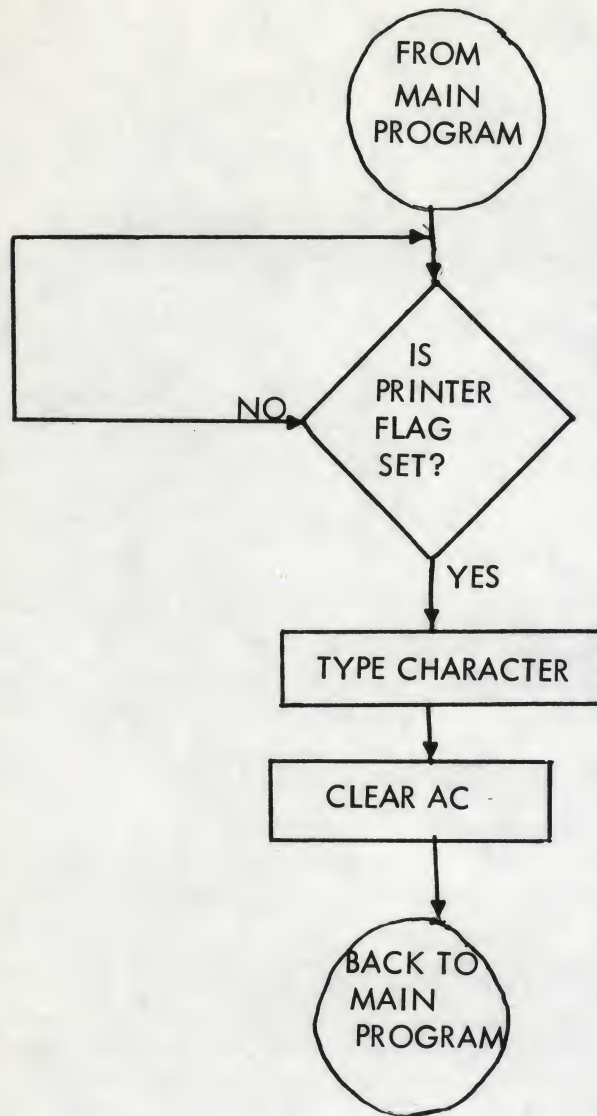 FROM
MAIN
PROGRAM
IS
PRINTER
FLAG
SET?
NO
YES
TYPE CHARACTER
CLEAR AC
BACK TO
MAIN
PROGRAM